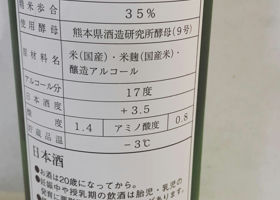 精米歩合 35%
使用酵母 熊本県酒造研究所酵母(9号)
原材料名 米(国産)・米麹(国産米)・
醸造アルコール
アルコール分 17度
日本酒度 +3.5
酸度 1.4 アミノ酸度 0.8
貯蔵品温 −3℃
日本酒
●お酒は20歳になってから。
●妊娠中や授乳期の飲酒は胎児・乳児の